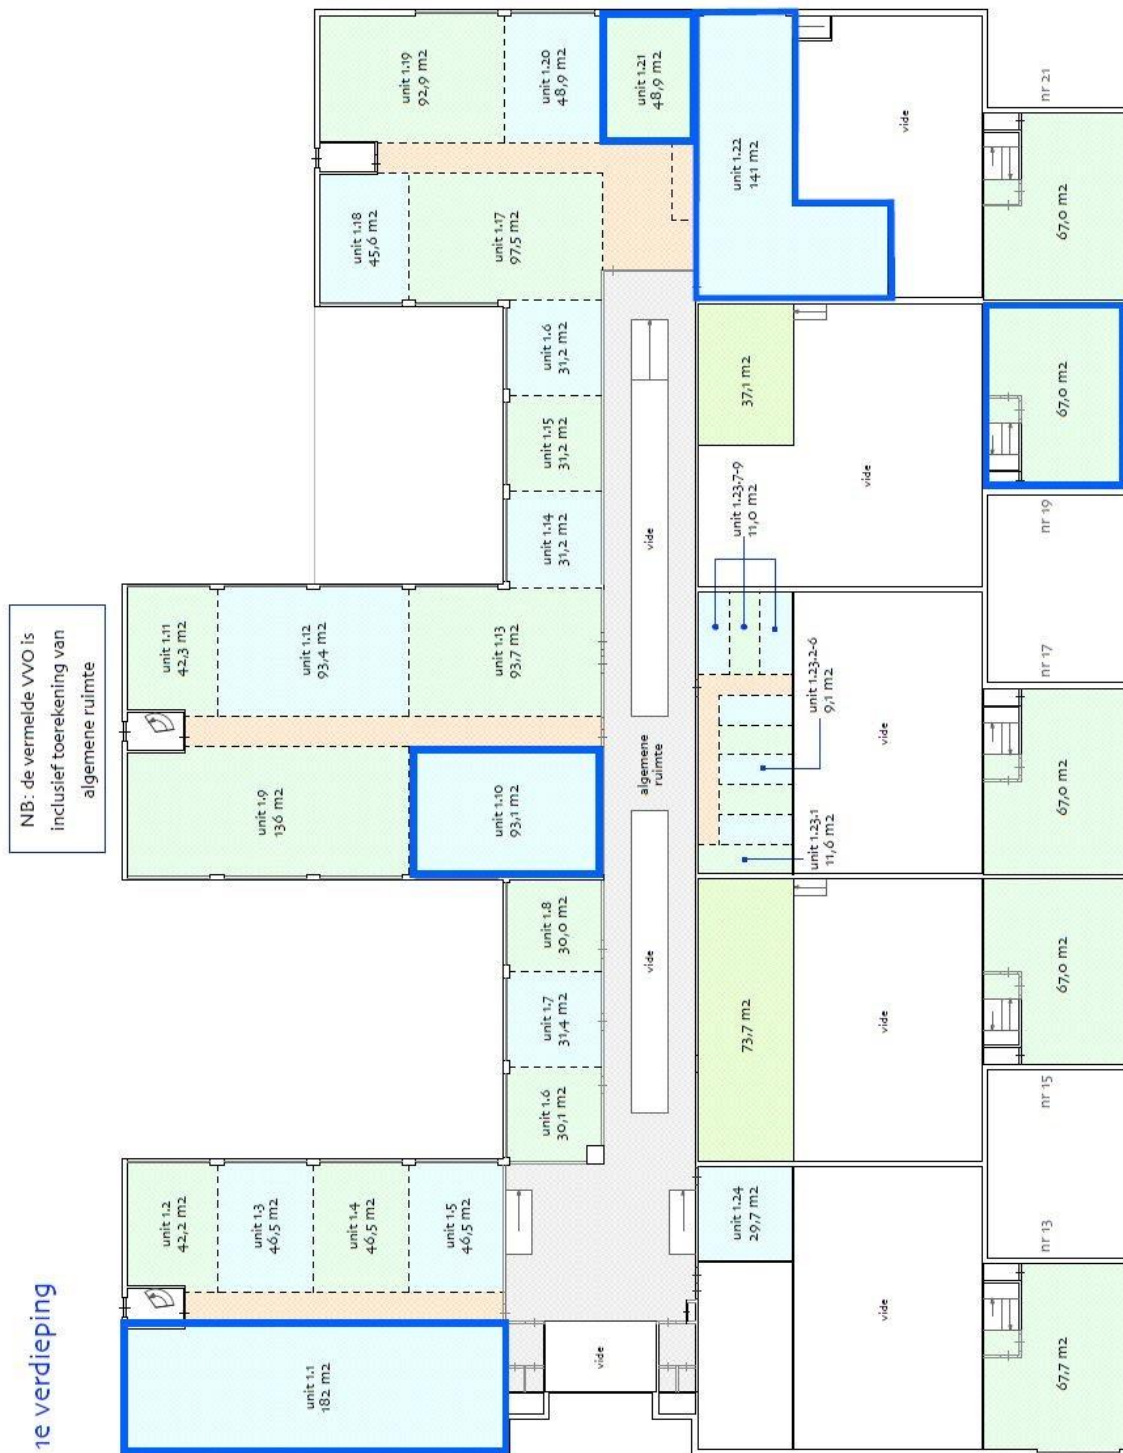 1e verdieping
NB: de vermelde VVO is
inclusief toerekening van
algemene ruimte
unit 1.1
182 m2
unit 1.2
42,2 m2
unit 1.3
46,5 m2
unit 1.4
46,5 m2
unit 1.5
46,5 m2
unit 1.6
30,1 m2
unit 1.7
31,4 m2
unit 1.8
30,0 m2
unit 1.9
136 m2
unit 1.10
93,1 m2
unit 1.11
42,3 m2
unit 1.12
93,4 m2
unit 1.13
93,7 m2
unit 1.14
31,2 m2
unit 1.15
31,2 m2
unit 1.6
31,2 m2
unit 1.18
45,6 m2
unit 1.17
97,5 m2
unit 1.19
92,9 m2
unit 1.20
48,9 m2
unit 1.21
48,9 m2
vide
vide
algemene
ruimte
vide
unit 1.24
29,7 m2
73,7 m2
unit 1.23.1
11,6 m2
unit 1.23.2-6
9,1 m2
unit 1.23.7-9
11,0 m2
37,1 m2
unit 1.22
141 m2
vide
vide
vide
vide
vide
67,7 m2
nr 13
nr 15
67,0 m2
67,0 m2
nr 17
nr 19
67,0 m2
67,0 m2
nr 21